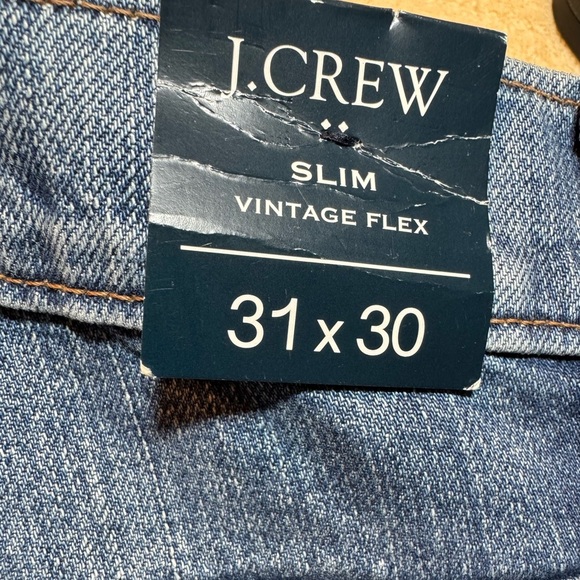 J.CREW
SLIM
VINTAGE FLEX
31 x 30